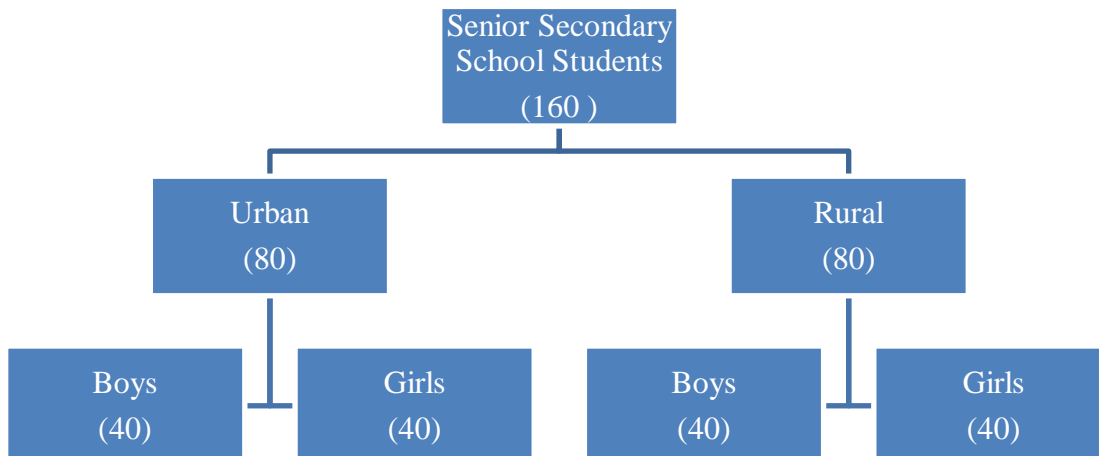 Senior Secondary
School Students
(160 )
Urban
(80)
Rural
(80)
Boys
(40)
Girls
(40)
Boys
(40)
Girls
(40)